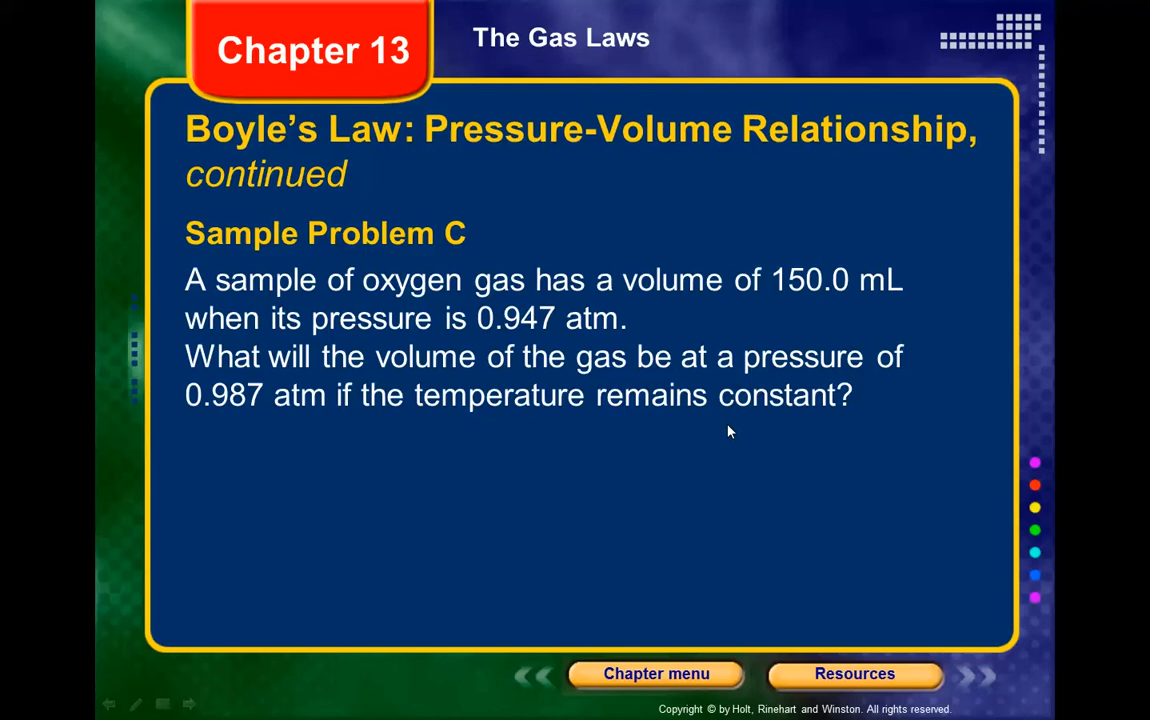 Chapter 13
The Gas Laws
Boyle’s Law: Pressure-Volume Relationship,
continued
Sample Problem C
A sample of oxygen gas has a volume of 150.0 mL
when its pressure is 0.947 atm.
What will the volume of the gas be at a pressure of
0.987 atm if the temperature remains constant?
Chapter menu
Resources
Copyright © by Holt, Rinehart and Winston. All rights reserved.